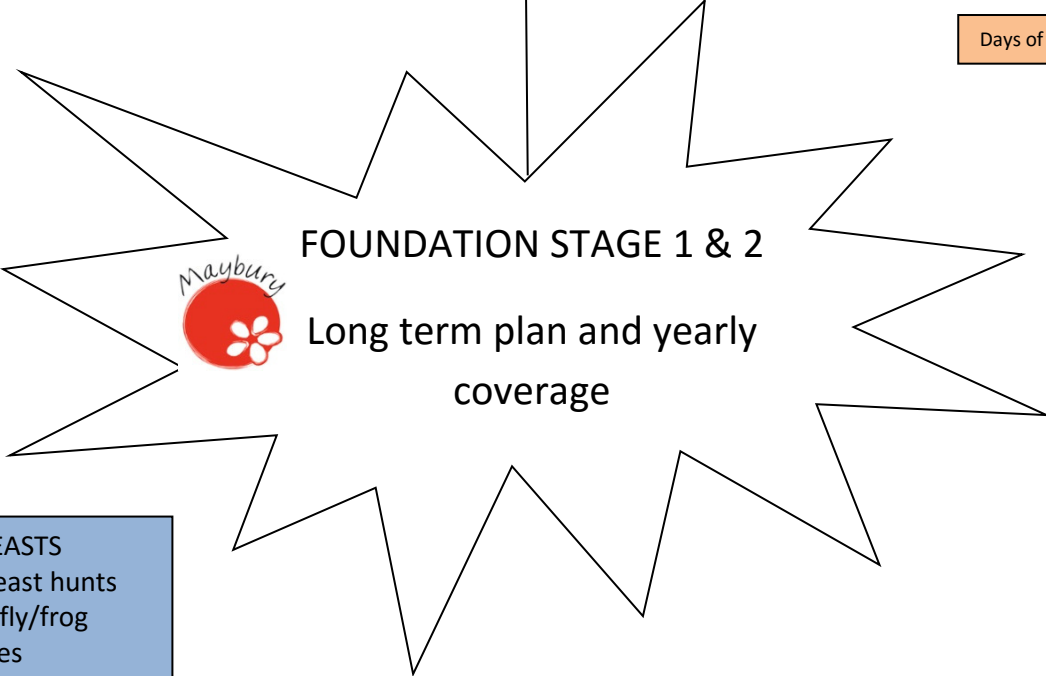 Days of
FOUNDATION STAGE 1 & 2
Maybury
Long term plan and yearly
coverage
EASTS
east hunts
fly/frog
es